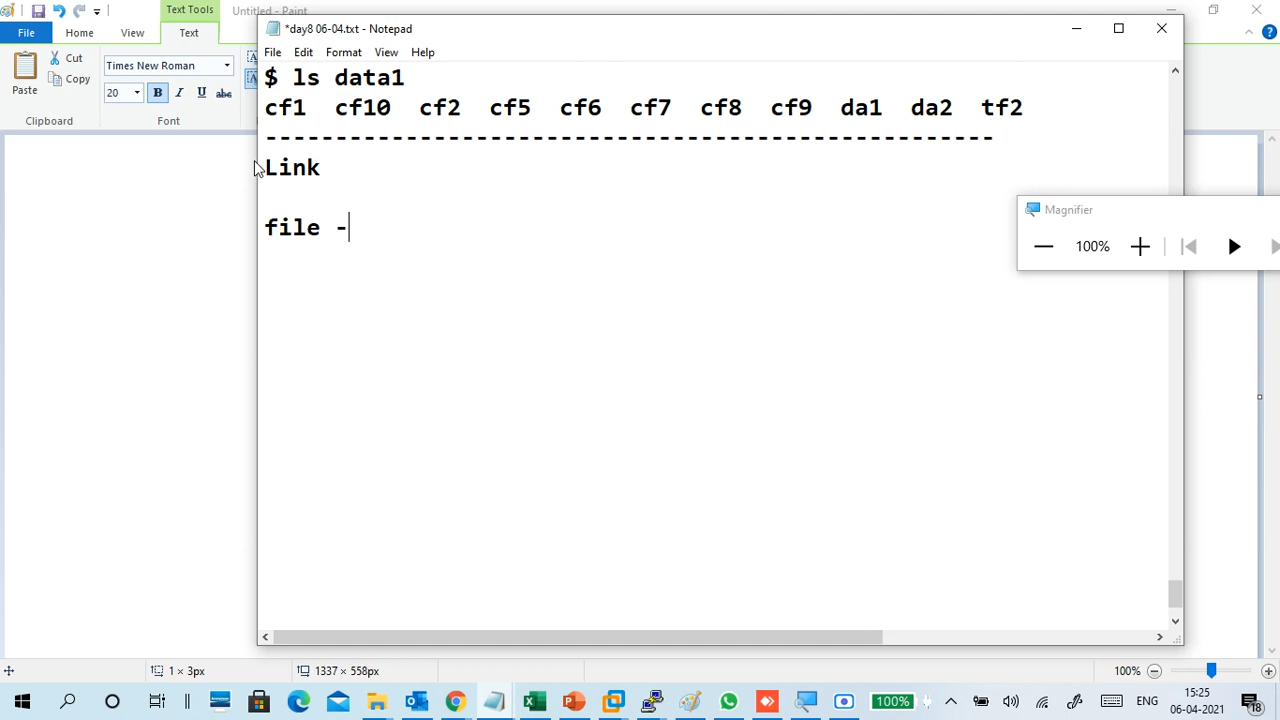 Text Tools
Untitled - Paint
File
Home
View
Text
Paste
Cut
Copy
Clipboard
Times New Roman
20
B
I
U
abc
Font
*day8 06-04.txt - Notepad
File Edit Format View Help
$ ls data1
cf1 cf10 cf2 cf5 cf6 cf7 cf8 cf9 da1 da2 tf2
----------------------------------------------------
Link
file -
Magnifier
100%
1 × 3px
1337 × 558px
100%
100%
ENG
15:25
06-04-2021
18